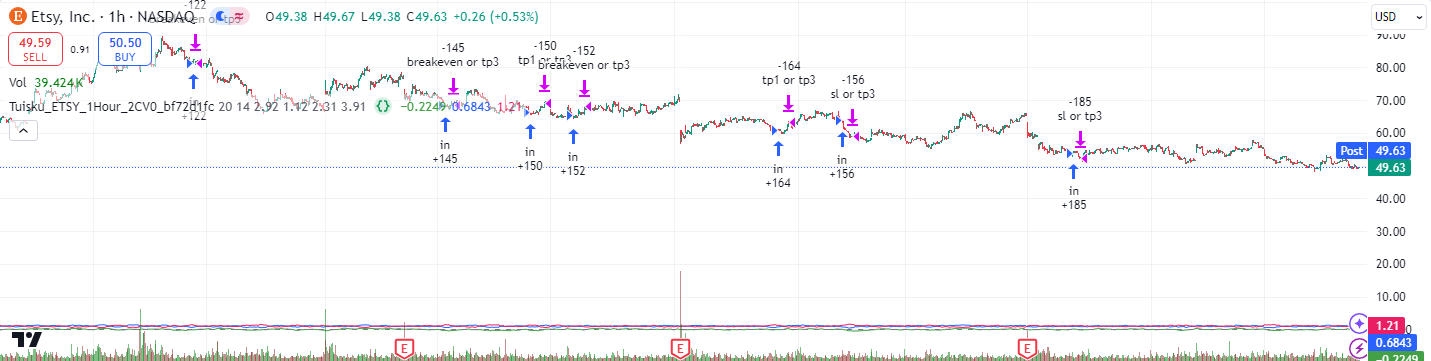 Etsy, Inc. · 1h · NASDAQ
O49.38 H49.67 L49.38 C49.63 +0.26 (+0.53%)
USD
49.59
SELL
0.91
50.50
BUY
Vol 39.424K
Tuisku_ETSY_1Hour_2CV0_bf72d1fc 20 14 2.92 1.12 2.31 3.91 −0.2249 0.6843 1.21
-122
breakeven or tp3
+122
-145
breakeven or tp3
in
+145
-150
in
+150
-152
breakeven or tp3
in
+152
-164
tp1 or tp3
in
+164
-156
sl or tp3
in
+156
-185
sl or tp3
in
+185
90.00
80.00
70.00
60.00
Post 49.63
49.63
40.00
30.00
20.00
10.00
1.21
0.6843
−0.2249
E
E
E